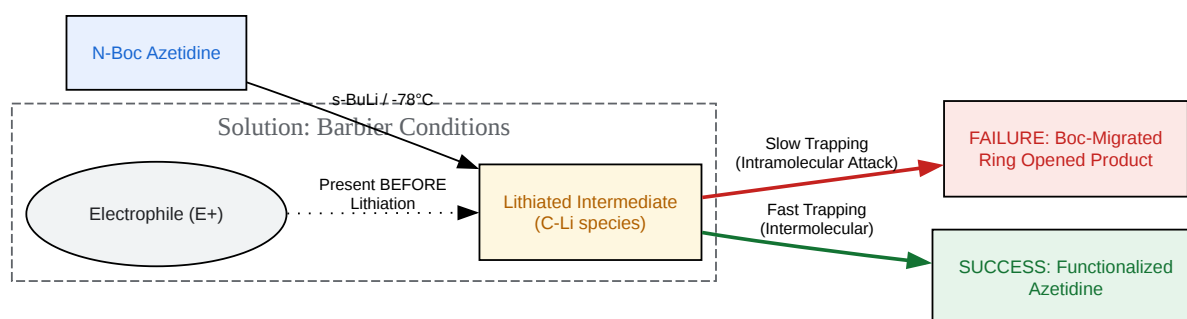 N-Boc Azetidine
s-BuLi / -78°C
Solution: Barbier Conditions
Electrophile (E+)
Present BEFORE
Lithiation
Lithiated Intermediate
(C-Li species)
Slow Trapping
(Intramolecular Attack)
FAILURE: Boc-Migrated
Ring Opened Product
Fast Trapping
(Intermolecular)
SUCCESS: Functionalized
Azetidine